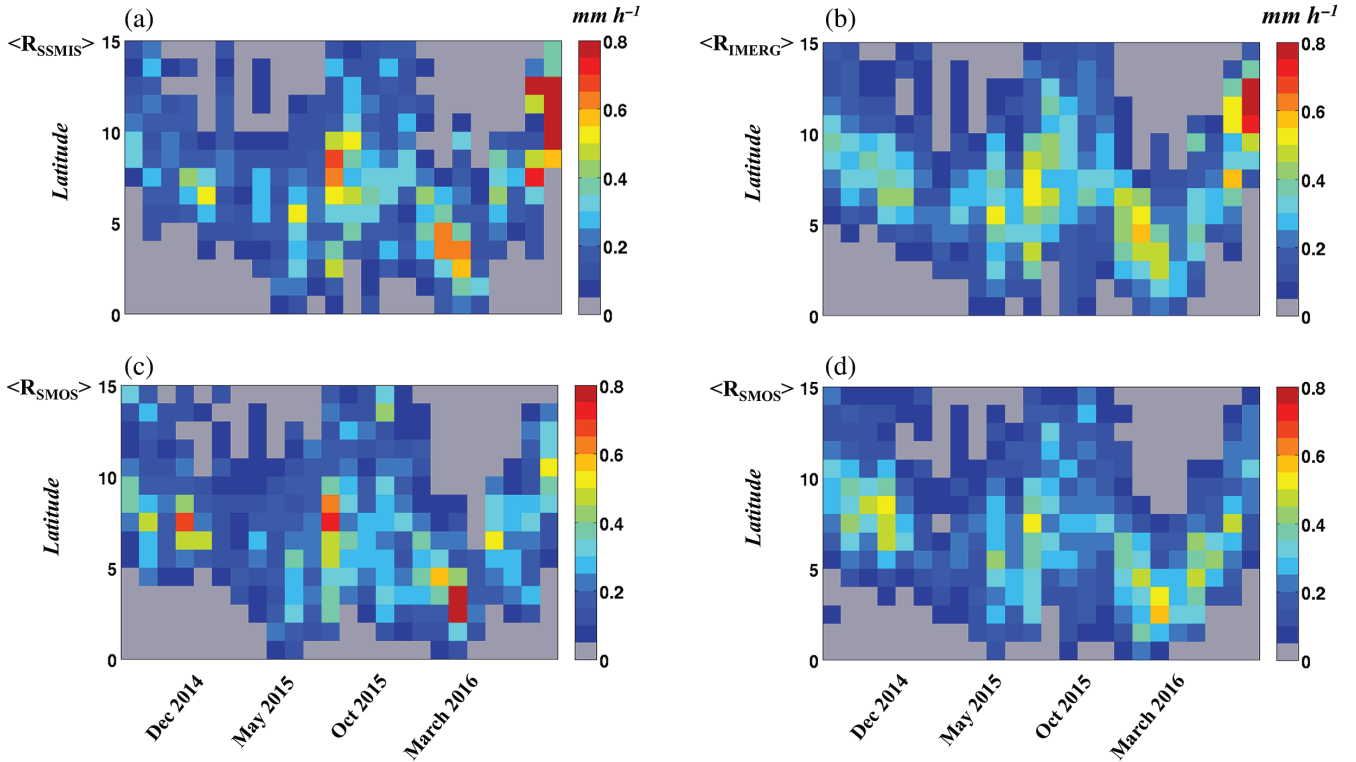 (a)
mm h⁻¹
<R_SSMIS>
15
10
5
0
Latitude
0.8
0.6
0.4
0.2
0
(b)
mm h⁻¹
<R_IMERG>
15
10
5
0
Latitude
0.8
0.6
0.4
0.2
0
(c)
<R_SMOS>
15
10
5
0
Latitude
0.8
0.6
0.4
0.2
0
Dec 2014
May 2015
Oct 2015
March 2016
(d)
<R_SMOS>
15
10
5
0
Latitude
0.8
0.6
0.4
0.2
0
Dec 2014
May 2015
Oct 2015
March 2016